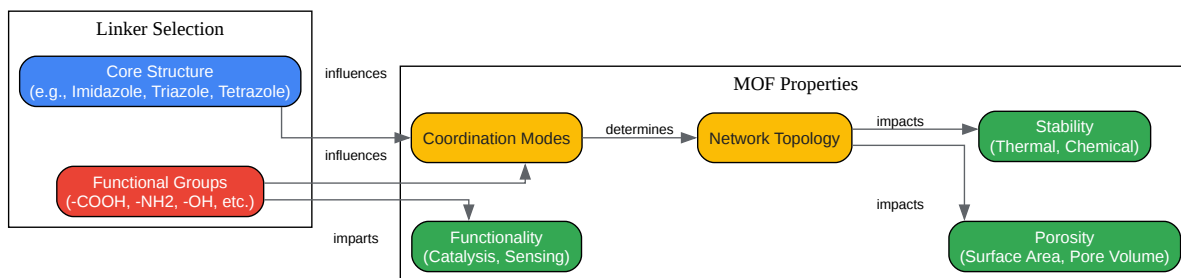 Linker Selection
Core Structure
(e.g., Imidazole, Triazole, Tetrazole)
influences
MOF Properties
Coordination Modes
determines
Network Topology
impacts
Stability
(Thermal, Chemical)
influences
Functional Groups
(-COOH, -NH2, -OH, etc.)
impacts
imparts
Functionality
(Catalysis, Sensing)
Porosity
(Surface Area, Pore Volume)